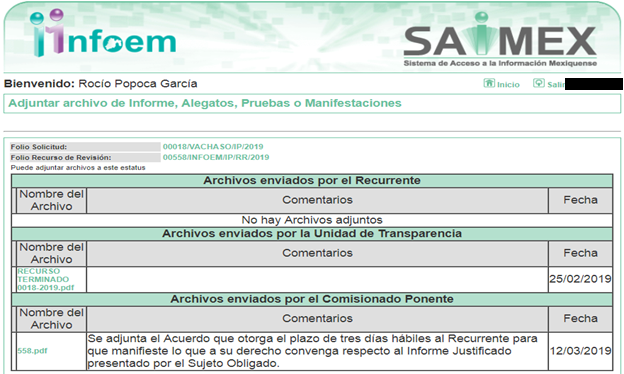 infoem
SAIMEX
Sistema de Acceso a la Información Mexiquense
Bienvenido: Rocío Popoca García
Inicio Salir
Adjuntar archivo de Informe, Alegatos, Pruebas o Manifestaciones
Folio Solicitud: 00018/VACHASO/IP/2019
Folio Recurso de Revisión: 00558/INFOEM/IP/RR/2019
Puede adjuntar archivos a este estatus
Archivos enviados por el Recurrente
Nombre del Archivo Comentarios Fecha
No hay Archivos adjuntos
Archivos enviados por la Unidad de Transparencia
Nombre del Archivo Comentarios Fecha
RECURSO
TERMINADO
0018-2019.pdf 25/02/2019
Archivos enviados por el Comisionado Ponente
Nombre del Archivo Comentarios Fecha
558.pdf
Se adjunta el Acuerdo que otorga el plazo de tres días hábiles al Recurrente para
que manifieste lo que a su derecho convenga respecto al Informe Justificado
presentado por el Sujeto Obligado.
12/03/2019